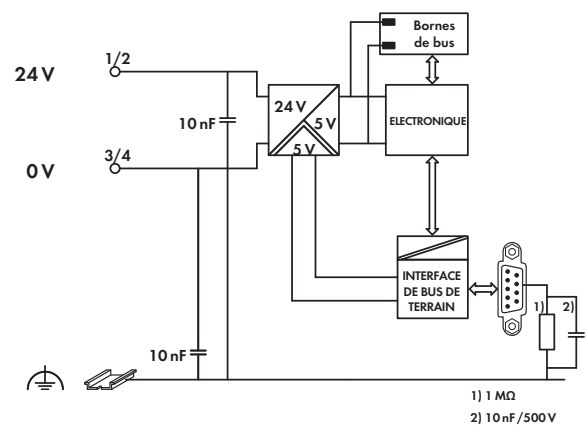 Bornes
de bus
24 V
1/2
24 V
5 V
5 V
10 nF
ELECTRONIQUE
0 V
3/4
INTERFACE
DE BUS DE
TERRAIN
1)
2)
10 nF
1) 1 MΩ
2) 10 nF/500 V